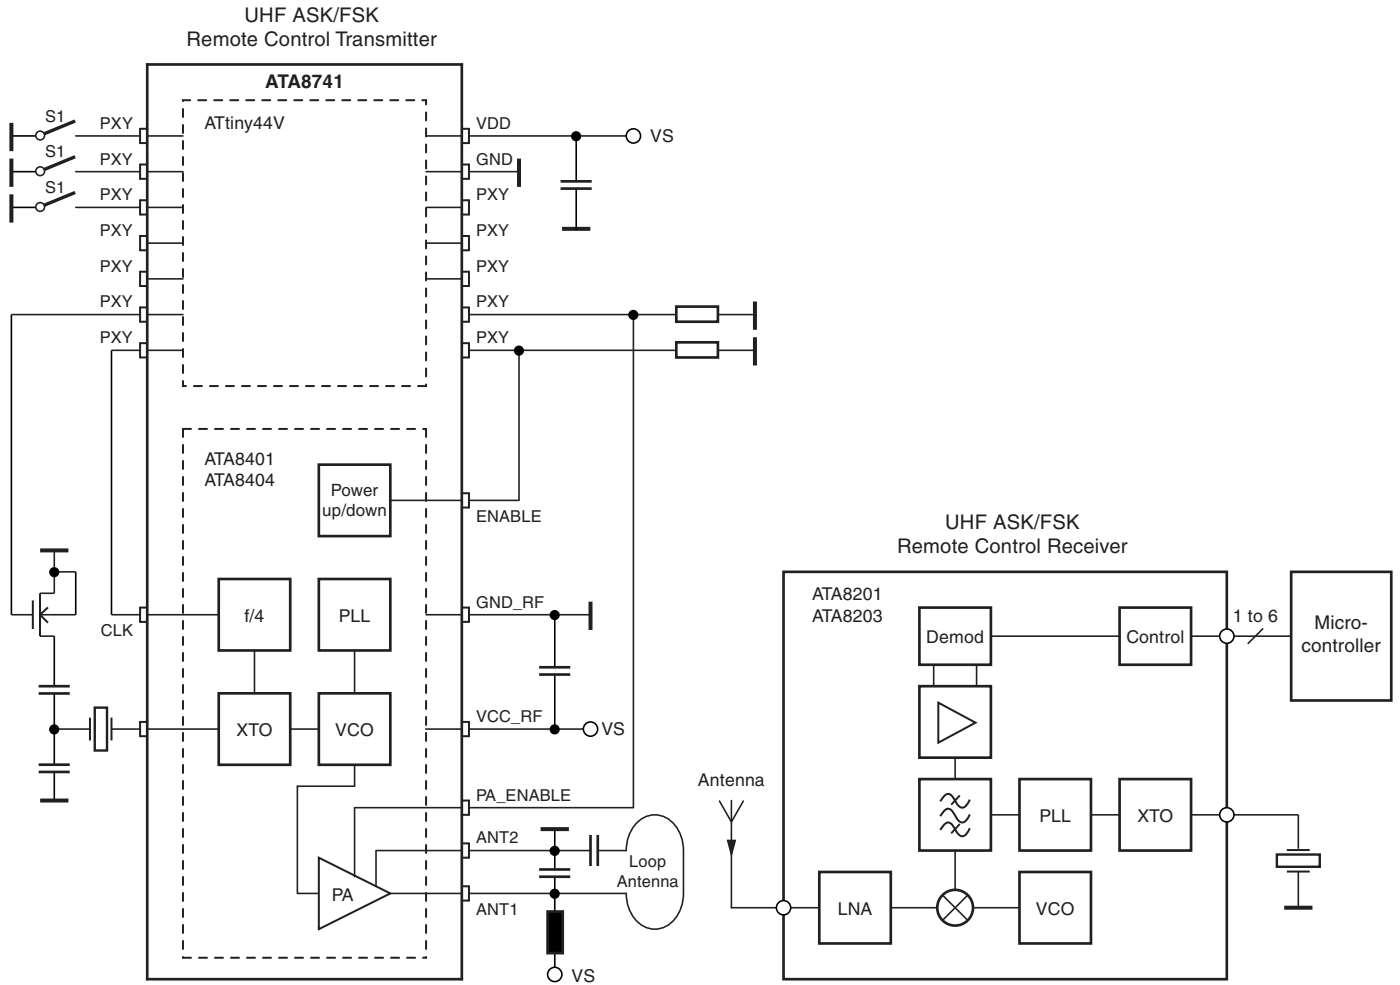 UHF ASK/FSK
Remote Control Transmitter
ATA8741
ATtiny44V
S1
PXY
S1
PXY
S1
PXY
PXY
PXY
PXY
PXY
VDD
VS
GND
PXY
PXY
PXY
PXY
PXY
ATA8401
ATA8404
Power
up/down
ENABLE
f/4
PLL
CLK
GND_RF
XTO
VCO
VCC_RF
VS
PA_ENABLE
ANT2
Loop
Antenna
PA
ANT1
VS
UHF ASK/FSK
Remote Control Receiver
ATA8201
ATA8203
Demod
Control
1 to 6
Micro-
controller
Antenna
PLL
XTO
LNA
VCO